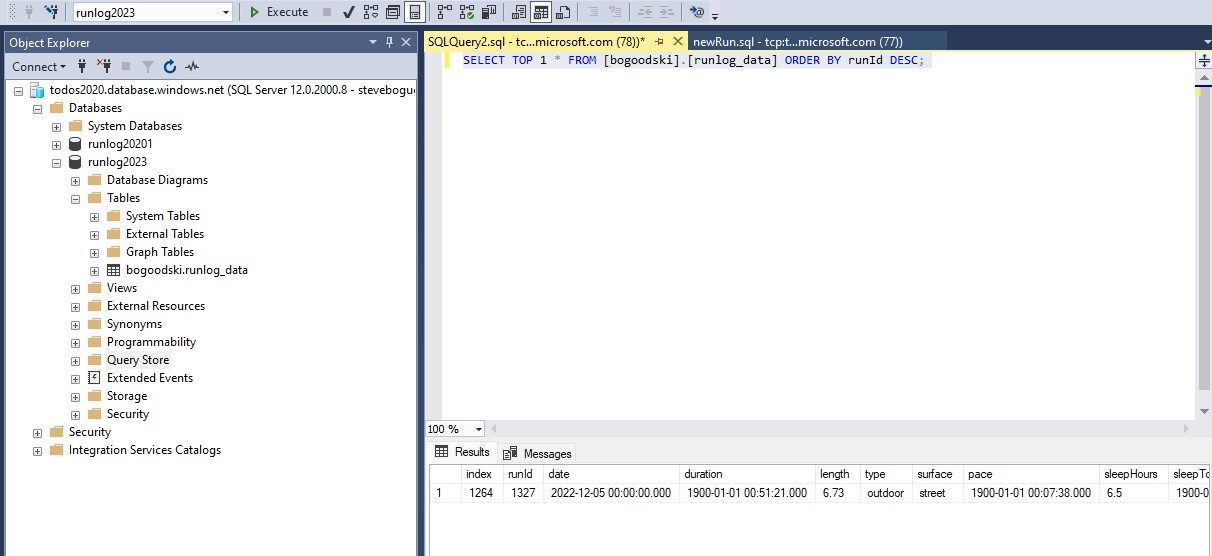 runlog2023
Execute
Object Explorer
Connect
todos2020.database.windows.net (SQL Server 12.0.2000.8 - stevebogue
Databases
System Databases
runlog20201
runlog2023
Database Diagrams
Tables
System Tables
External Tables
Graph Tables
bogoodski.runlog_data
Views
External Resources
Synonyms
Programmability
Query Store
Extended Events
Storage
Security
Security
Integration Services Catalogs
SQLQuery2.sql - tc...microsoft.com (78))* newRun.sql - tcp:t...microsoft.com (77))
SELECT TOP 1 * FROM [bogoodski].[runlog_data] ORDER BY runId DESC;
100 %
Results Messages
index runId date duration length type surface pace sleepHours sleepTo
1 1264 1327 2022-12-05 00:00:00.000 1900-01-01 00:51:21.000 6.73 outdoor street 1900-01-01 00:07:38.000 6.5 1900-0